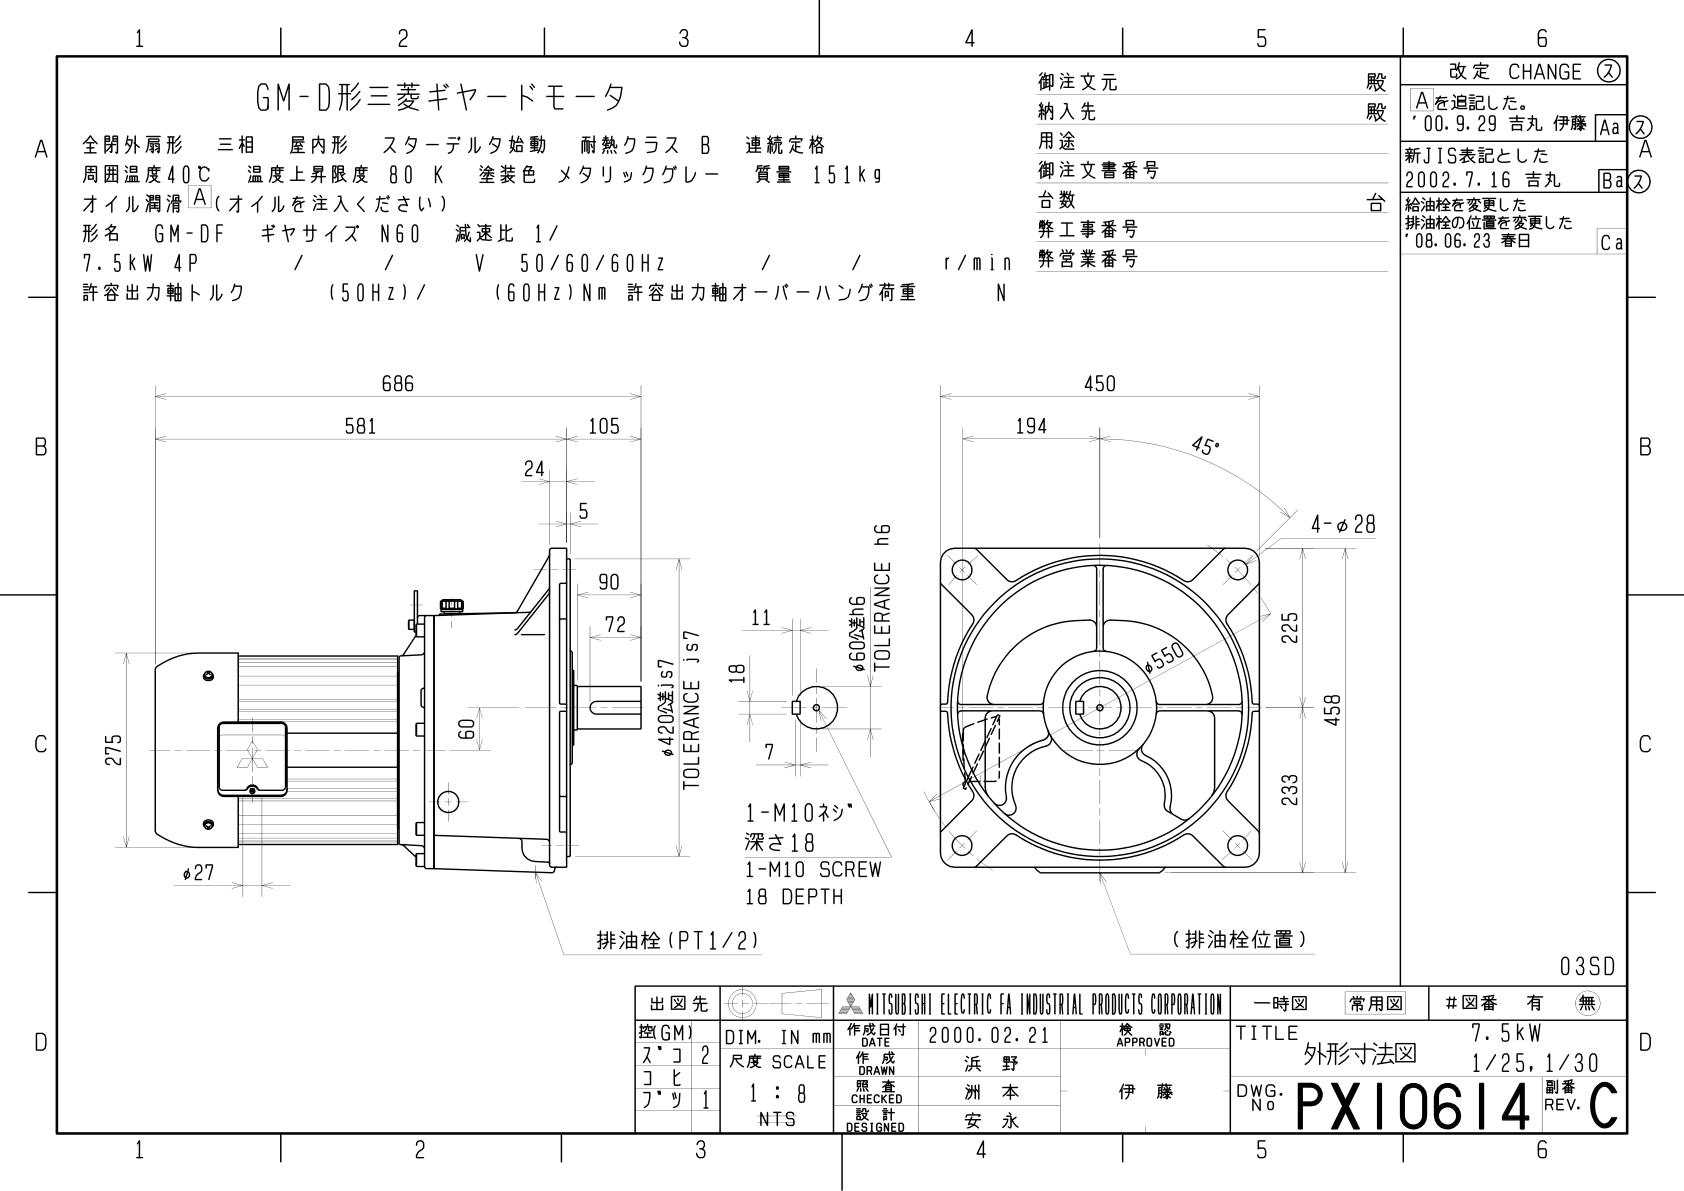 1 2 3 4 5 6
GM-D形三菱ギヤードモータ
全閉外扇形 三相 屋内形 スターデルタ始動 耐熱クラス B 連続定格
周囲温度40℃ 温度上昇限度 80 K 塗装色 メタリックグレー 質量 151kg
オイル潤滑 A (オイルを注入ください)
形名 GM-DF ギヤサイズ N60 減速比 1/
7.5kW 4P / / V 50/60/60Hz / / r/min
許容出力軸トルク (50Hz)/ (60Hz)Nm 許容出力軸オーバーハング荷重 N
御注文元 殿
納入先 殿
用途
御注文書番号
台数 台
弊工事番号
弊営業番号
改定 CHANGE ス
Aを追記した。
'00.9.29 吉丸 伊藤 Aa ス
新JIS表記とした
2002.7.16 吉丸 Ba ス
給油栓を変更した
排油栓の位置を変更した
'08.06.23 春日 Ca
A A
B B
C C
D D
686
581 105
24
5
90
72
60
275
φ27
φ420公差js7
TOLERANCE js7
排油栓(PT1/2)
11
18
7
φ60公差h6
TOLERANCE h6
1-M10ネジ
深さ18
1-M10 SCREW
18 DEPTH
450
194
45°
4-φ28
φ550
225
458
233
(排油栓位置)
03SD
出図先
控(GM)
ズコ 2
コヒ
ブツ 1
DIM. IN mm
尺度 SCALE
1 : 8
NTS
MITSUBISHI ELECTRIC FA INDUSTRIAL PRODUCTS CORPORATION
作成日付
DATE
2000.02.21
検認
APPROVED
作成
DRAWN
浜野
照査
CHECKED
洲本
伊藤
設計
DESIGNED
安永
一時図 常用図 #図番 有 無
TITLE
外形寸法図
7.5kW
1/25, 1/30
DWG.
No
PX10614
副番
REV.
C
1 2 3 4 5 6